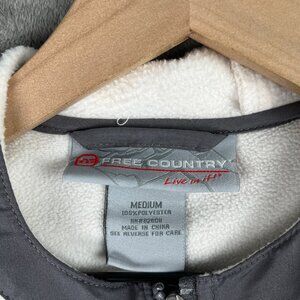 FREE COUNTRY
Live in it!®
MEDIUM
100% POLYESTER
MADE IN CHINA
SEE REVERSE FOR CARE